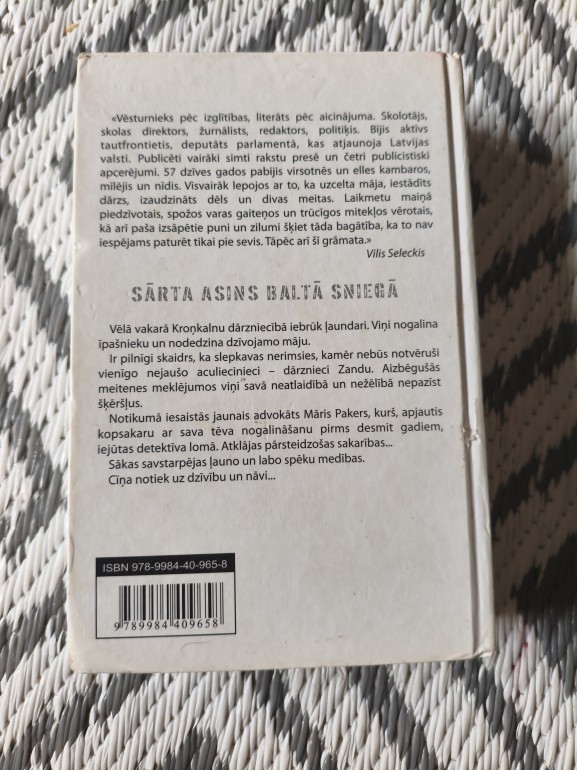 «Vēsturnieks pēc izglītības, literāts pēc aicinājuma. Skolotājs,
skolas direktors, žurnālists, redaktors, politiķis. Bijis aktīvs
tautfrontietis, deputāts parlamentā, kas atjaunoja Latvijas
valsti. Publicēti vairāki simti rakstu presē un četri publicistiski
apcerējumi. 57 dzīves gados pabijis virsotnēs un elles kambaros,
mīlējis un nīdis. Visvairāk lepojos ar to, ka uzcelta māja, iestādīts
dārzs, izaudzināts dēls un divas meitas. Laikmetu maiņā
piedzīvotais, spožos varas gaiteņos un trūcīgos mitekļos vērotais,
kā arī paša izsāpētie puni un zilumi šķiet tāda bagātība, ka to nav
iespējams paturēt tikai pie sevis. Tāpēc arī šī grāmata.»
Vilis Seleckis
SĀRTA ASINS BALTĀ SNIEGĀ
Vēlā vakarā Kroņkalnu dārzniecībā iebrūk ļaundari. Viņi nogalina
īpašnieku un nodedzina dzīvojamo māju.
Ir pilnīgi skaidrs, ka slepkavas nerimsies, kamēr nebūs notvēruši
vienīgo nejaušo aculiecinieci – dārznieci Zandu. Aizbēgušās
meitenes meklējumos viņi savā neatlaidībā un nežēlībā nepazīst
šķēršļus.
Notikumā iesaistās jaunais advokāts Māris Pakers, kurš, apjautis
kopsakaru ar sava tēva nogalināšanu pirms desmit gadiem,
iejūtas detektīva lomā. Atklājas pārsteidzošas sakarības...
Sākas savstarpējas ļauno un labo spēku medības.
Cīņa notiek uz dzīvību un nāvi...
ISBN 978-9984-40-965-8
9789984409658